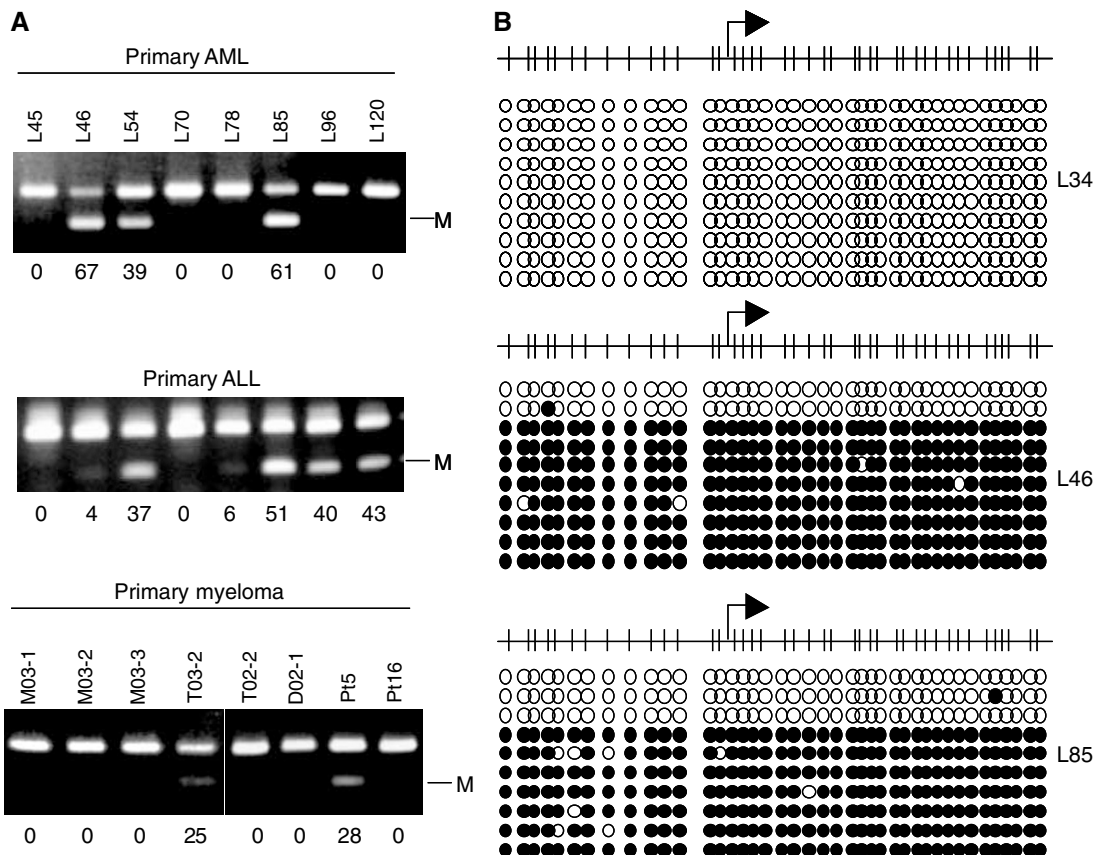 A
Primary AML
L45 L46 L54 L70 L78 L85 L96 L120
M
0 67 39 0 0 61 0 0
Primary ALL
M
0 4 37 0 6 51 40 43
Primary myeloma
M03-1 M03-2 M03-3 T03-2 T02-2 D02-1 Pt5 Pt16
M
0 0 0 25 0 0 28 0
B
L34
L46
L85